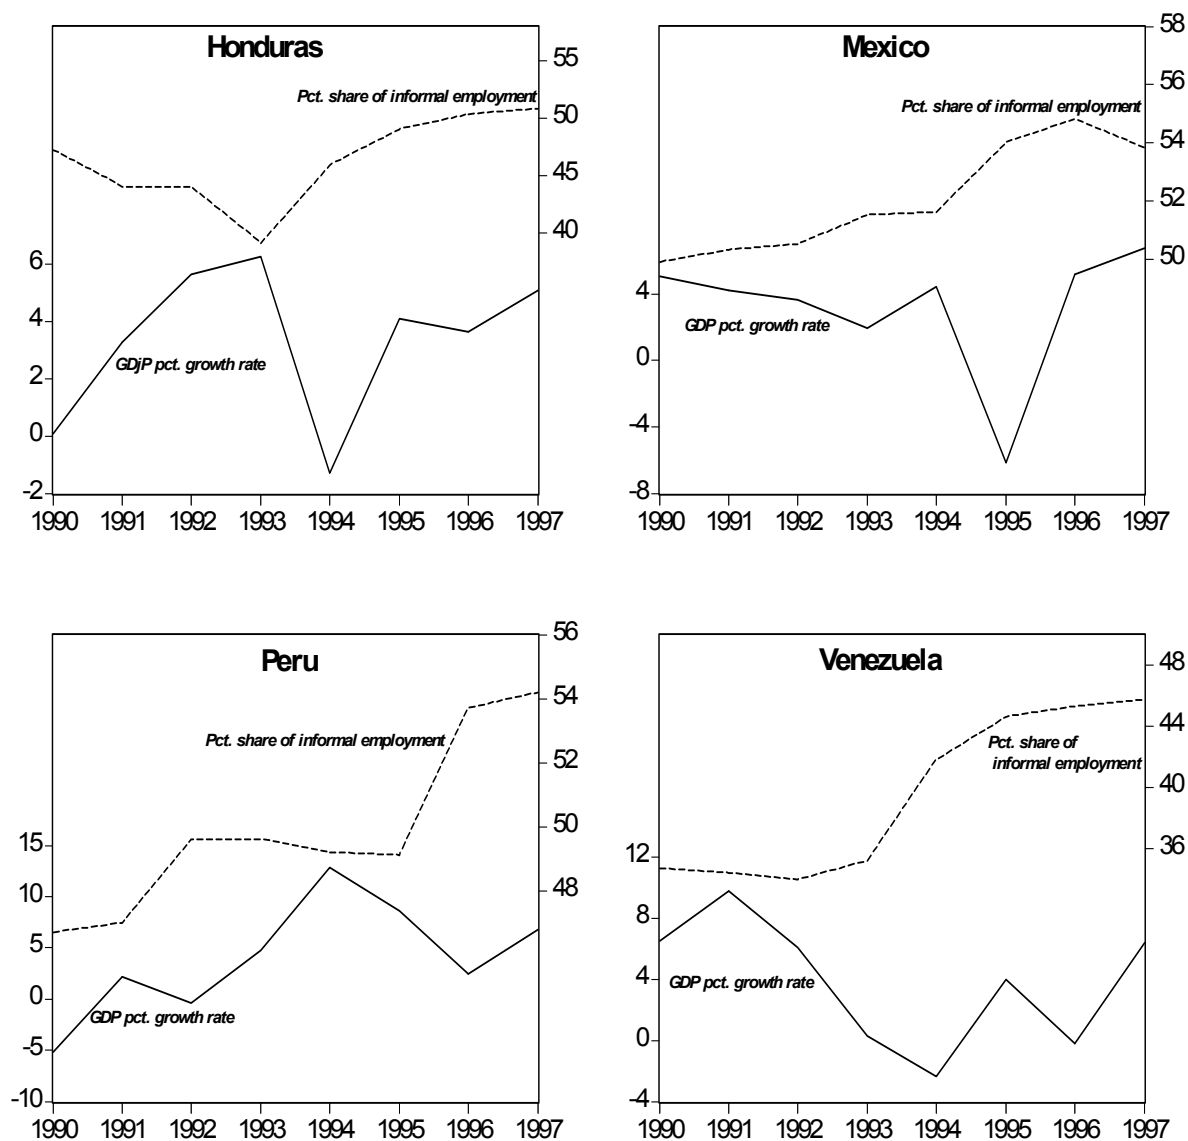 Honduras
Pct. share of informal employment
GDjP pct. growth rate
55
50
45
40
6
4
2
0
-2
1990 1991 1992 1993 1994 1995 1996 1997
Mexico
Pct. share of informal employment
GDP pct. growth rate
58
56
54
52
50
4
0
-4
-8
1990 1991 1992 1993 1994 1995 1996 1997
Peru
Pct. share of informal employment
GDP pct. growth rate
56
54
52
50
48
15
10
5
0
-5
-10
1990 1991 1992 1993 1994 1995 1996 1997
Venezuela
Pct. share of
informal employment
GDP pct. growth rate
48
44
40
36
12
8
4
0
-4
1990 1991 1992 1993 1994 1995 1996 1997